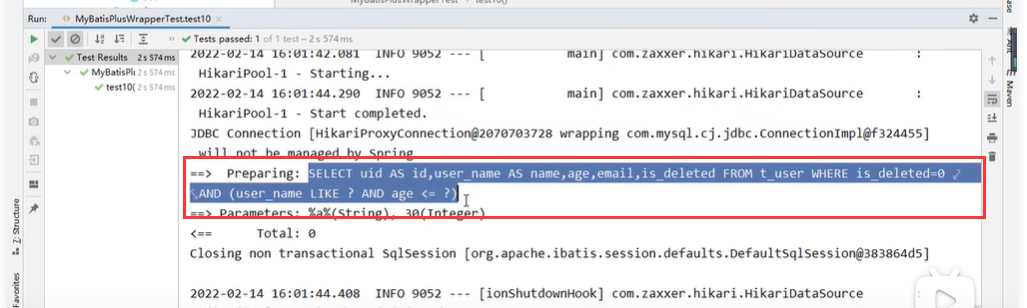 MyBatisPlusWrapperTest test10()
Run: MyBatisPlusWrapperTest.test10 ×
Tests passed: 1 of 1 test – 2 s 574 ms
Test Results 2 s 574 ms
MyBatisPl 2 s 574 ms
test10( 2 s 574 ms
2022-02-14 16:01:42.081 INFO 9052 --- [ main] com.zaxxer.hikari.HikariDataSource :
HikariPool-1 - Starting...
2022-02-14 16:01:44.290 INFO 9052 --- [ main] com.zaxxer.hikari.HikariDataSource :
HikariPool-1 - Start completed.
JDBC Connection [HikariProxyConnection@2070703728 wrapping com.mysql.cj.jdbc.ConnectionImpl@f324455]
will not be managed by Spring
==> Preparing: SELECT uid AS id,user_name AS name,age,email,is_deleted FROM t_user WHERE is_deleted=0
AND (user_name LIKE ? AND age <= ?)
==> Parameters: %a%(String), 30(Integer)
<== Total: 0
Closing non transactional SqlSession [org.apache.ibatis.session.defaults.DefaultSqlSession@383864d5]
2022-02-14 16:01:44.408 INFO 9052 --- [ionShutdownHook] com.zaxxer.hikari.HikariDataSource :
Z: Structure
Favorites
Ant
Maven